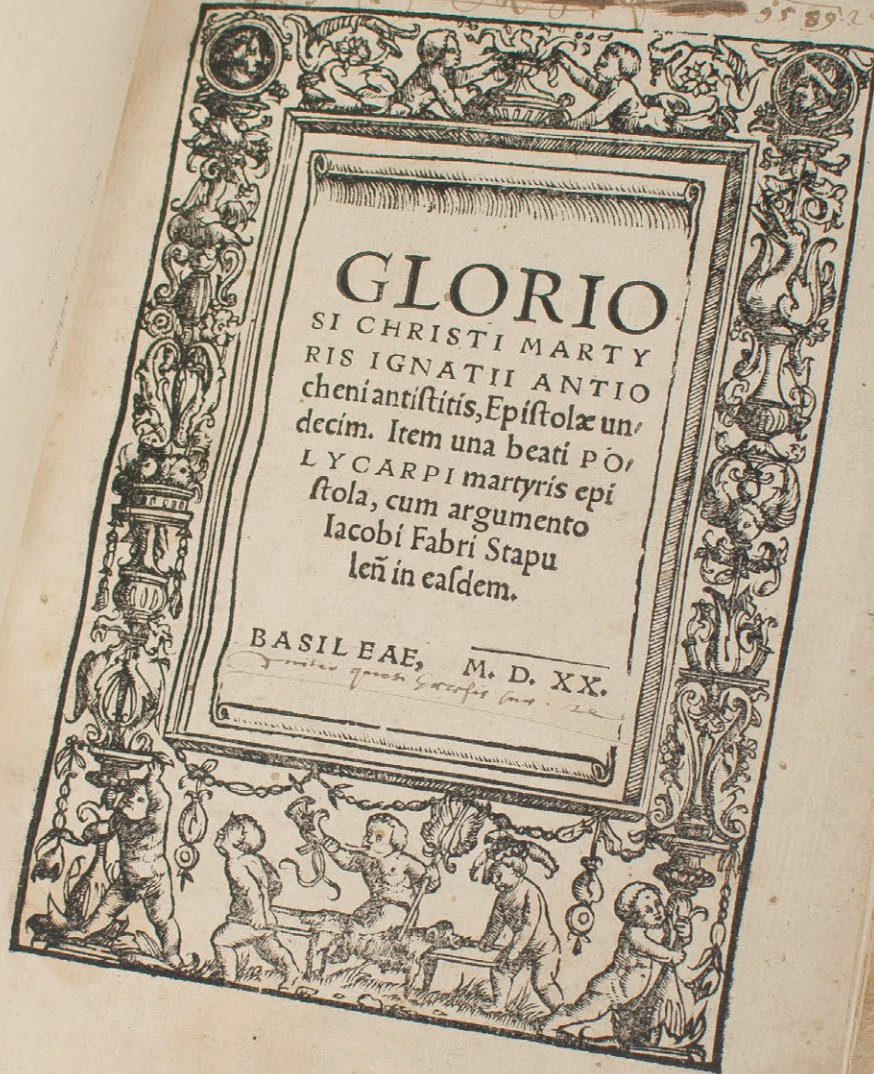 GLORIO
SI CHRISTI MARTY
RIS IGNATII ANTIO
cheni antiſtitis, Epiſtolæ un⸗
decim. Item una beati PO⸗
LYCARPI martyris epi
ſtola, cum argumento
Iacobi Fabri Stapu
leñ in eaſdem.
BASILEAE, M. D. XX.